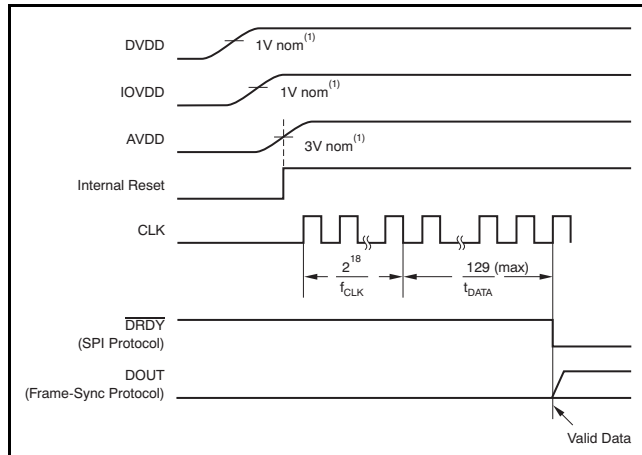 DVDD
1V nom(1)
IOVDD
1V nom(1)
AVDD
3V nom(1)
Internal Reset
CLK
2^18
f_CLK
129 (max)
t_DATA
DRDY
(SPI Protocol)
DOUT
(Frame-Sync Protocol)
Valid Data